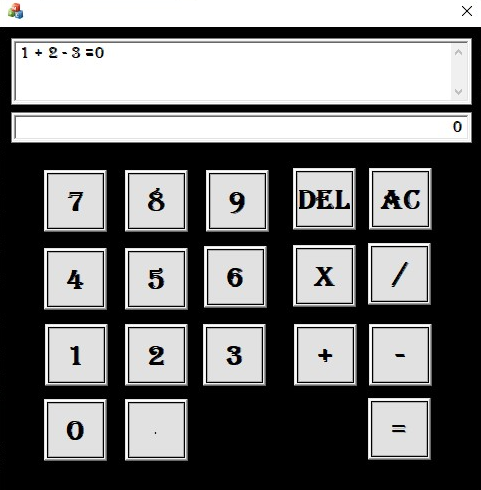 1 + 2 - 3 =0
0
7 8 9 DEL AC
4 5 6 X /
1 2 3 + -
0 . =